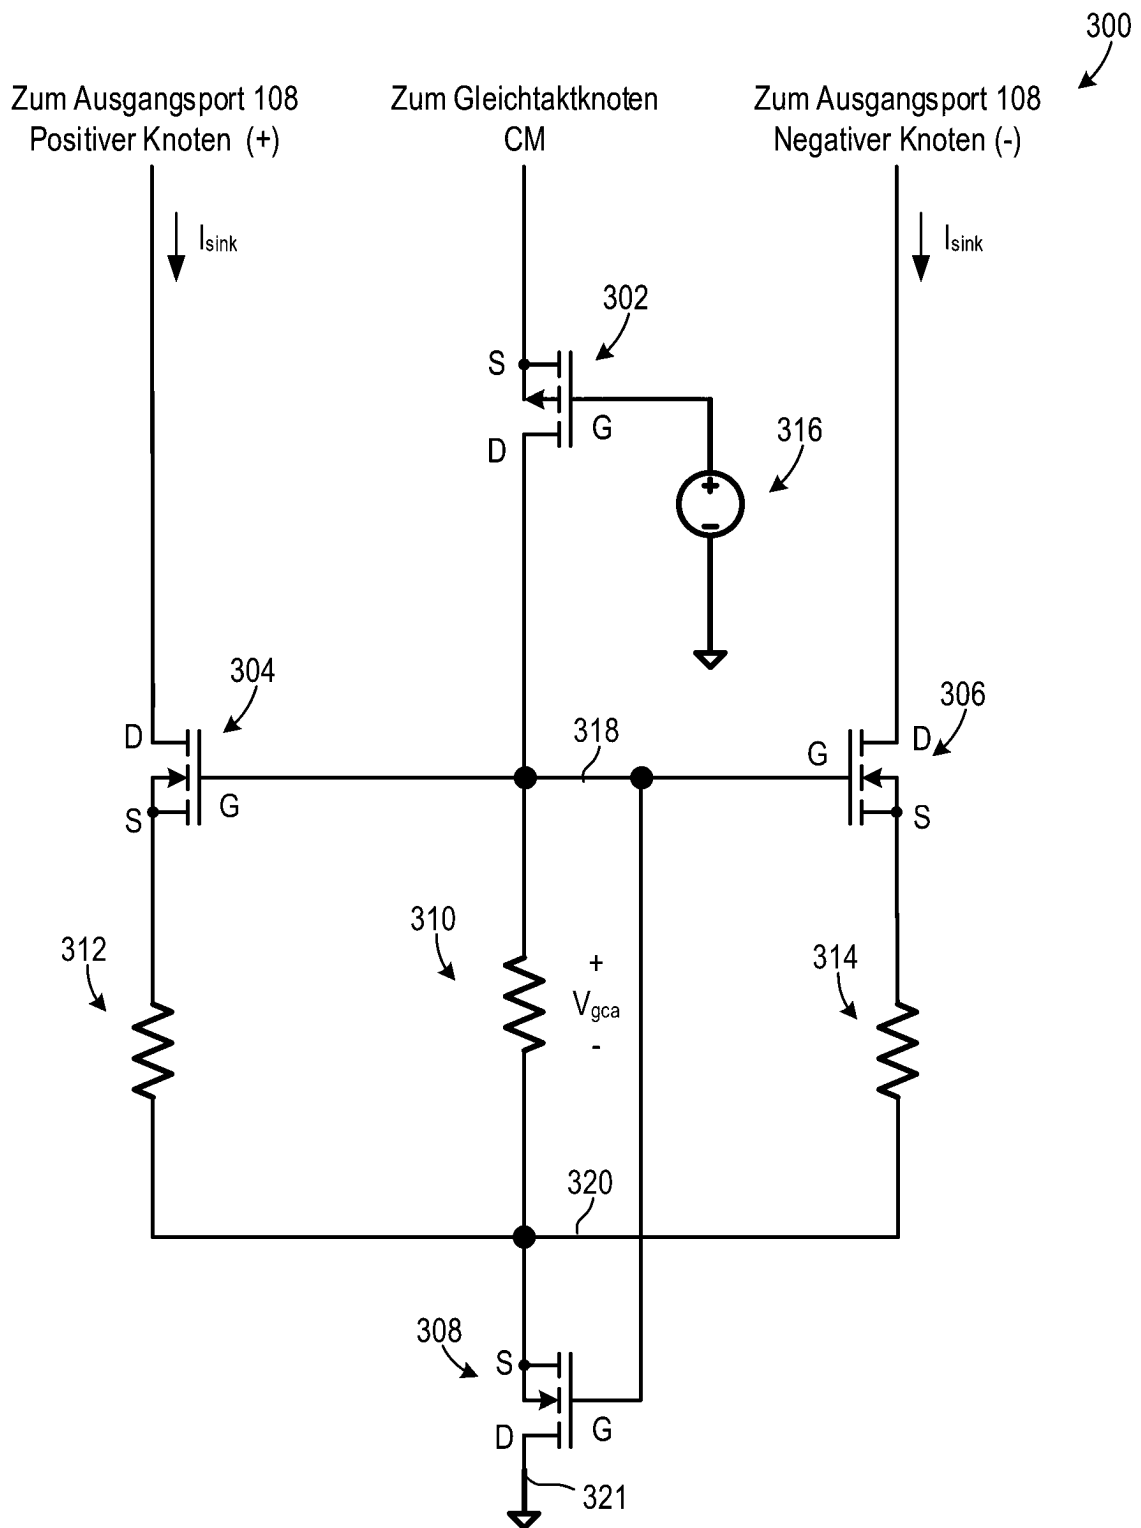 300
Zum Ausgangsport 108
Positiver Knoten (+)
Zum Gleichtaktknoten
CM
Zum Ausgangsport 108
Negativer Knoten (-)
Isink
Isink
302
S
G
D
316
+
−
304
D
G
S
318
306
G
D
S
312
310
+
Vgca
-
314
320
308
S
G
D
321